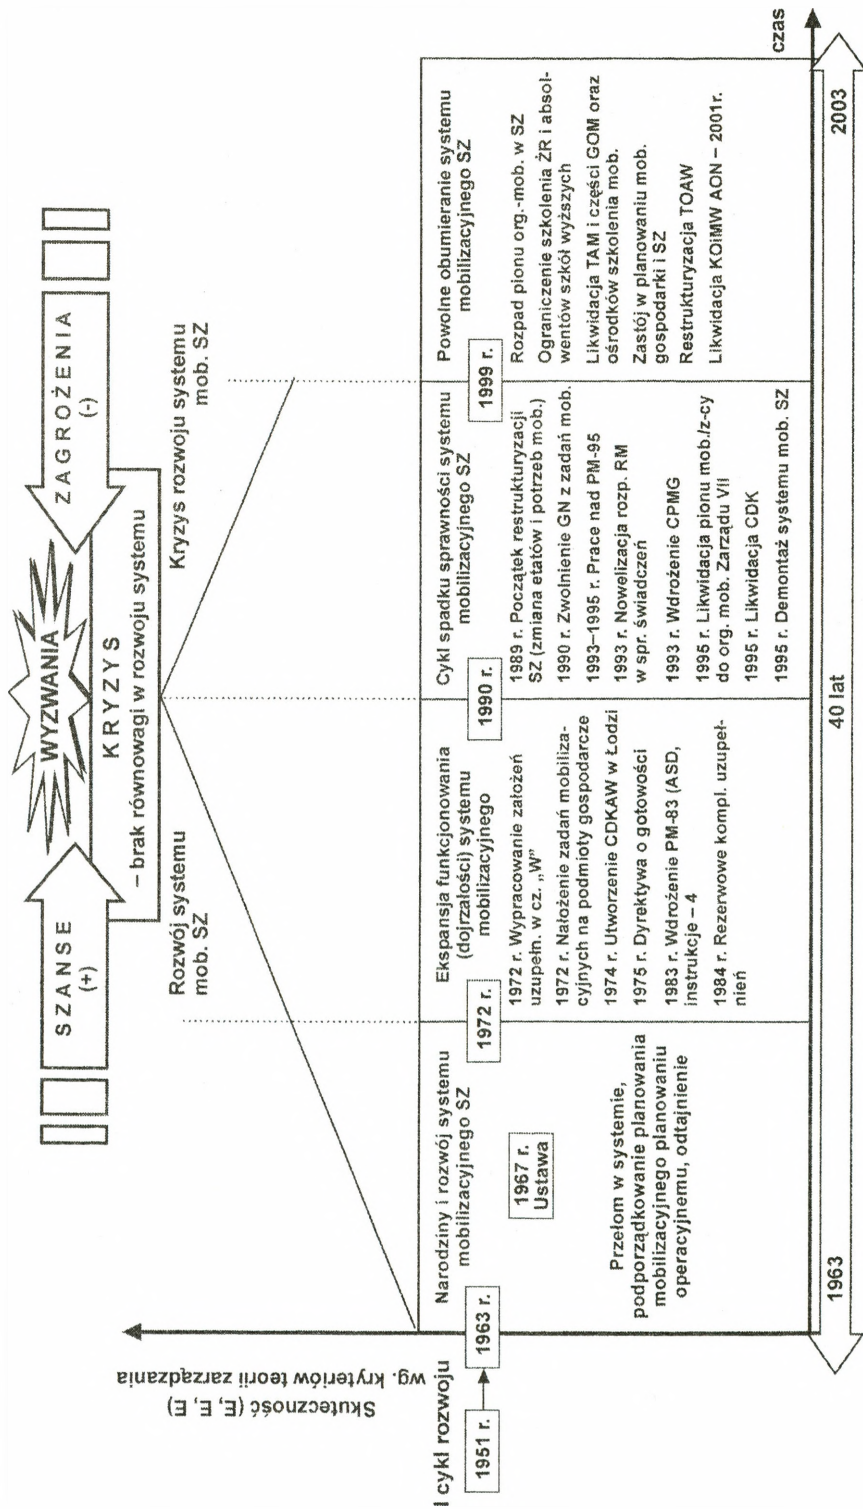 SZANSE
(+)
WYZWANIA
ZAGROŻENIA
(-)
KRYZYS
– brak równowagi w rozwoju systemu
Rozwój systemu
mob. SZ
Kryzys rozwoju systemu
mob. SZ
Skuteczność (E, E, E)
wg. kryteriów teorii zarządzania
I cykl rozwoju
1951 r.
1963 r.
Narodziny i rozwój systemu
mobilizacyjnego SZ
1967 r.
Ustawa
Przełom w systemie,
podporządkowanie planowania
mobilizacyjnego planowaniu
operacyjnemu, odtajnienie
1972 r.
Ekspansja funkcjonowania
(dojrzałości) systemu
mobilizacyjnego
1972 r. Wypracowanie założeń
uzupełn. w cz. „W”
1972 r. Nałożenie zadań mobiliza-
cyjnych na podmioty gospodarcze
1974 r. Utworzenie CDKAW w Łodzi
1975 r. Dyrektywa o gotowości
1983 r. Wdrożenie PM-83 (ASD,
instrukcje – 4
1984 r. Rezerwowe kompl. uzupeł-
nień
1990 r.
Cykl spadku sprawności systemu
mobilizacyjnego SZ
1989 r. Początek restrukturyzacji
SZ (zmiana etatów i potrzeb mob.)
1990 r. Zwolnienie GN z zadań mob.
1993–1995 r. Prace nad PM-95
1993 r. Nowelizacja rozp. RM
w spr. świadczeń
1993 r. Wdrożenie CPMG
1995 r. Likwidacja pionu mob./z-cy
do org. mob. Zarządu VII
1995 r. Likwidacja CDK
1995 r. Demontaż systemu mob. SZ
1999 r.
Powolne obumieranie systemu
mobilizacyjnego SZ
Rozpad pionu org.-mob. w SZ
Ograniczenie szkolenia ŻR i absol-
wentów szkół wyższych
Likwidacja TAM i części GOM oraz
ośrodków szkolenia mob.
Zastój w planowaniu mob.
gospodarki i SZ
Restrukturyzacja TOAW
Likwidacja KOiMW AON – 2001r.
czas
1963
40 lat
2003